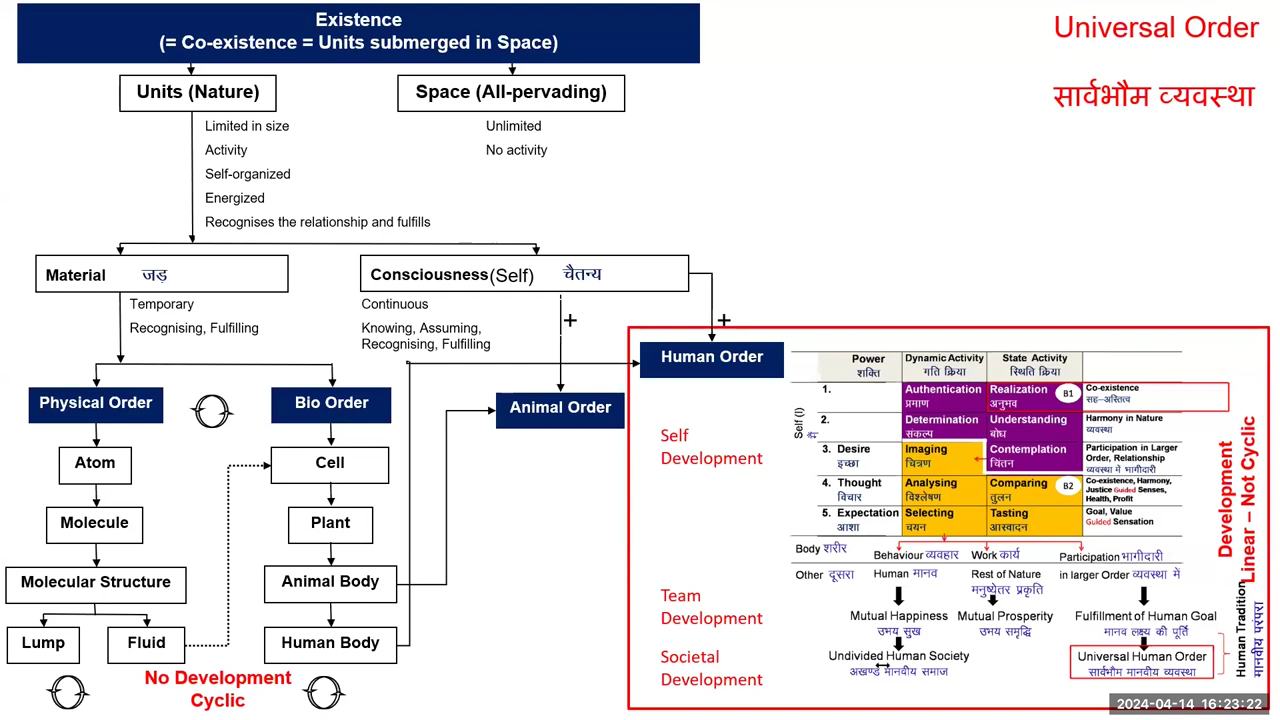 Existence
(= Co-existence = Units submerged in Space)
Universal Order
सार्वभौम व्यवस्था
Units (Nature)
Space (All-pervading)
Limited in size
Activity
Self-organized
Energized
Recognises the relationship and fulfills
Unlimited
No activity
Material जड़
Consciousness(Self) चैतन्य
Temporary
Recognising, Fulfilling
Continuous
Knowing, Assuming,
Recognising, Fulfilling
+
+
Physical Order
Bio Order
Animal Order
Human Order
Atom
Molecule
Molecular Structure
Lump
Fluid
Cell
Plant
Animal Body
Human Body
No Development
Cyclic
Self
Development
Team
Development
Societal
Development
Power
शक्ति
Dynamic Activity
गति क्रिया
State Activity
स्थिति क्रिया
Self (I)
1.
Authentication
प्रमाण
Realization
अनुभव
B1
Co-existence
सह-अस्तित्व
2.
Determination
संकल्प
Understanding
बोध
Harmony in Nature
व्यवस्था
3. Desire
इच्छा
Imaging
चित्रण
Contemplation
चिंतन
Participation in Larger
Order, Relationship
व्यवस्था में भागीदारी
4. Thought
विचार
Analysing
विश्लेषण
Comparing
तुलन
B2
Co-existence, Harmony,
Justice Guided Senses,
Health, Profit
5. Expectation
आशा
Selecting
चयन
Tasting
आस्वादन
Goal, Value
Guided Sensation
Body शरीर
Behaviour व्यवहार
Work कार्य
Participation भागीदारी
Other दूसरा
Human मानव
Rest of Nature
मनुष्येतर प्रकृति
in larger Order व्यवस्था में
Mutual Happiness
उभय सुख
Mutual Prosperity
उभय समृद्धि
Fulfillment of Human Goal
मानव लक्ष्य की पूर्ति
Undivided Human Society
अखण्ड मानवीय समाज
Universal Human Order
सार्वभौम मानवीय व्यवस्था
Development
Linear – Not Cyclic
Human Tradition
मानवीय परंपरा
2024-04-14 16:23:22